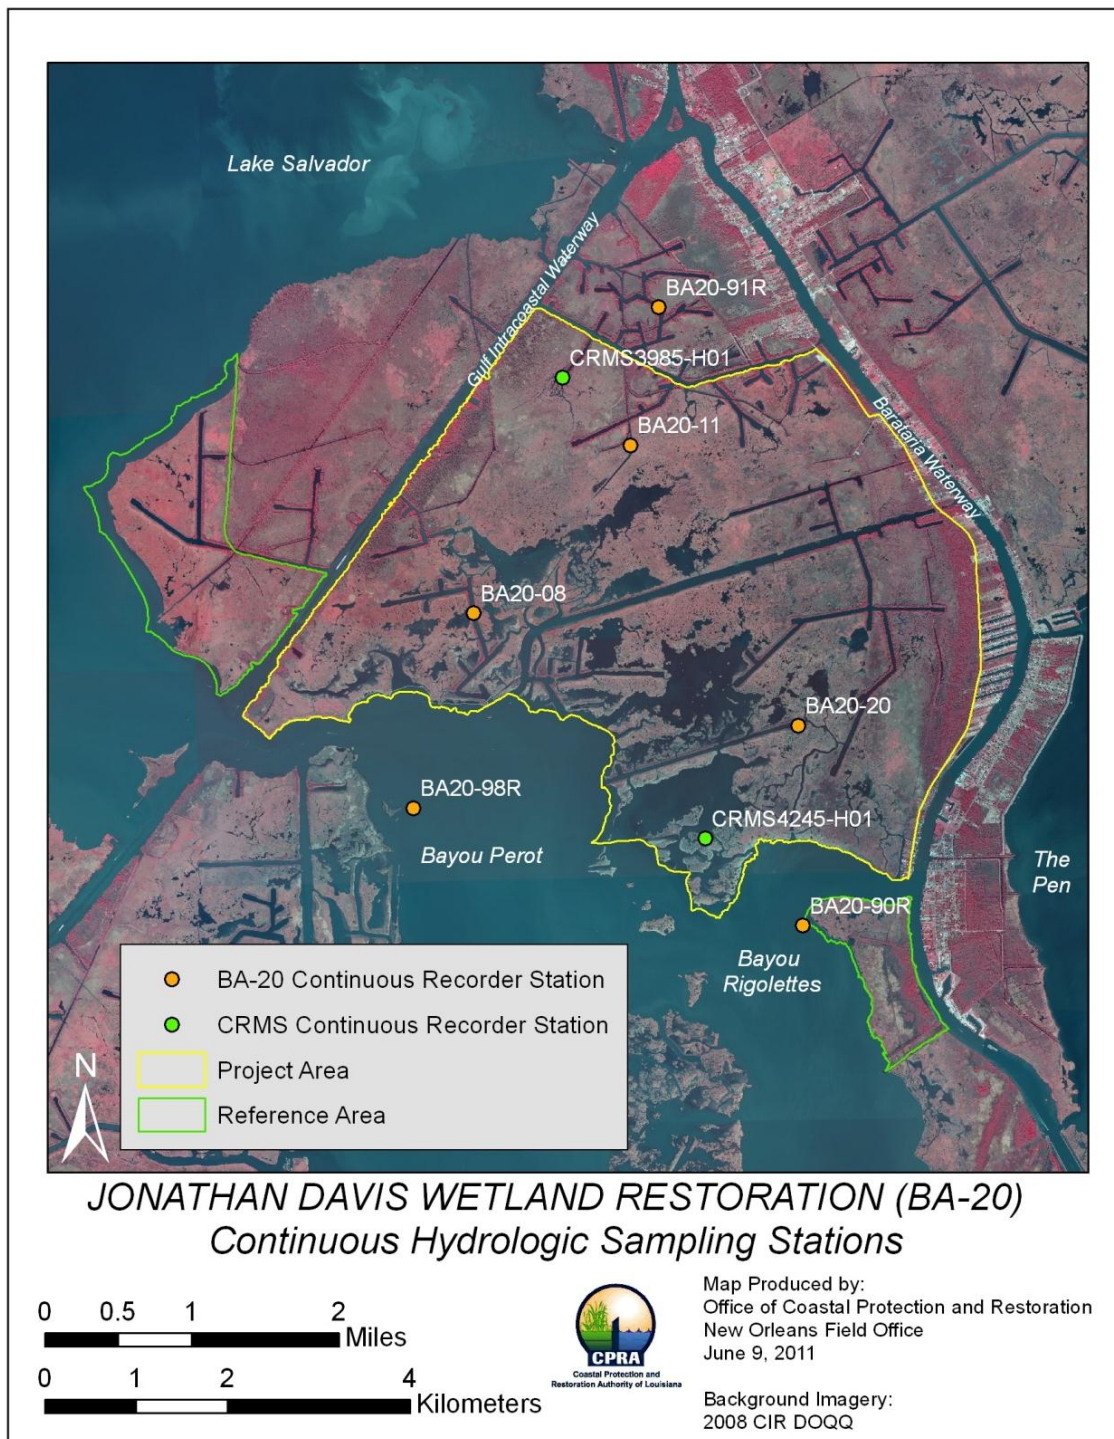 Lake Salvador
Gulf Intracoastal Waterway
BA20-91R
CRMS3985-H01
BA20-11
Barataria Waterway
BA20-08
BA20-20
BA20-98R
CRMS4245-H01
Bayou Perot
The
Pen
BA20-90R
Bayou
Rigolettes
BA-20 Continuous Recorder Station
CRMS Continuous Recorder Station
Project Area
Reference Area
N
JONATHAN DAVIS WETLAND RESTORATION (BA-20)
Continuous Hydrologic Sampling Stations
0 0.5 1 2
Miles
0 1 2 4
Kilometers
CPRA
Coastal Protection and
Restoration Authority of Louisiana
Map Produced by:
Office of Coastal Protection and Restoration
New Orleans Field Office
June 9, 2011
Background Imagery:
2008 CIR DOQQ